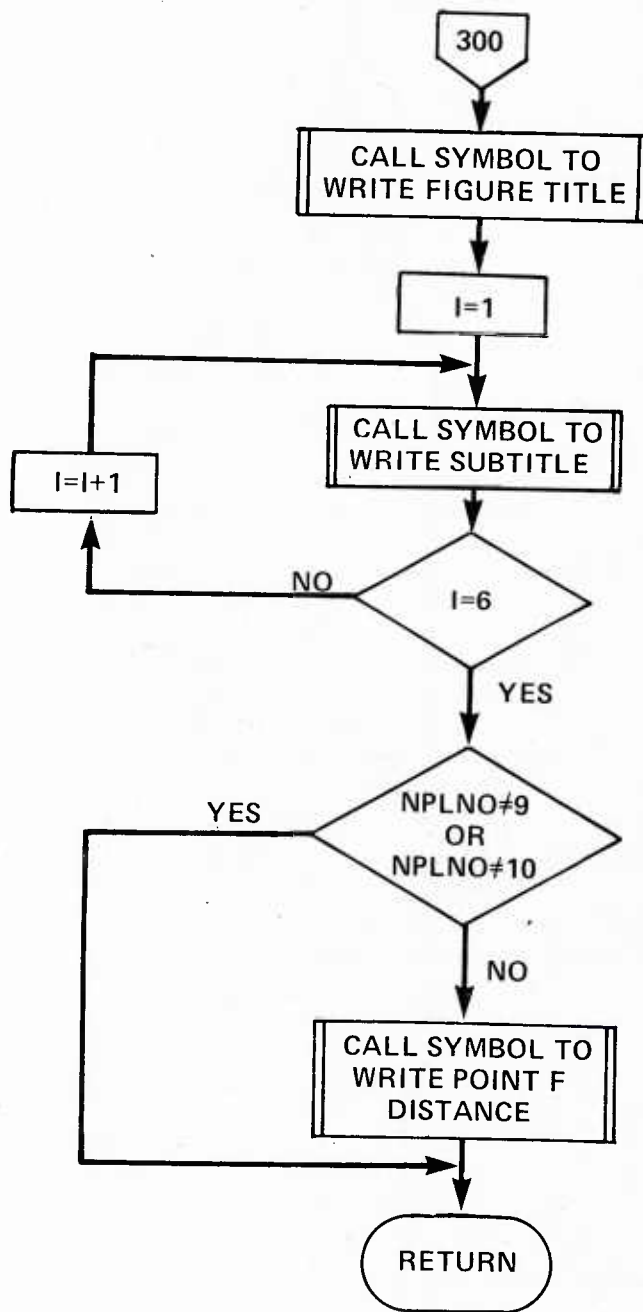 300
CALL SYMBOL TO
WRITE FIGURE TITLE
I=1
CALL SYMBOL TO
WRITE SUBTITLE
I=I+1
NO
I=6
YES
YES
NPLNO≠9
OR
NPLNO≠10
NO
CALL SYMBOL TO
WRITE POINT F
DISTANCE
RETURN